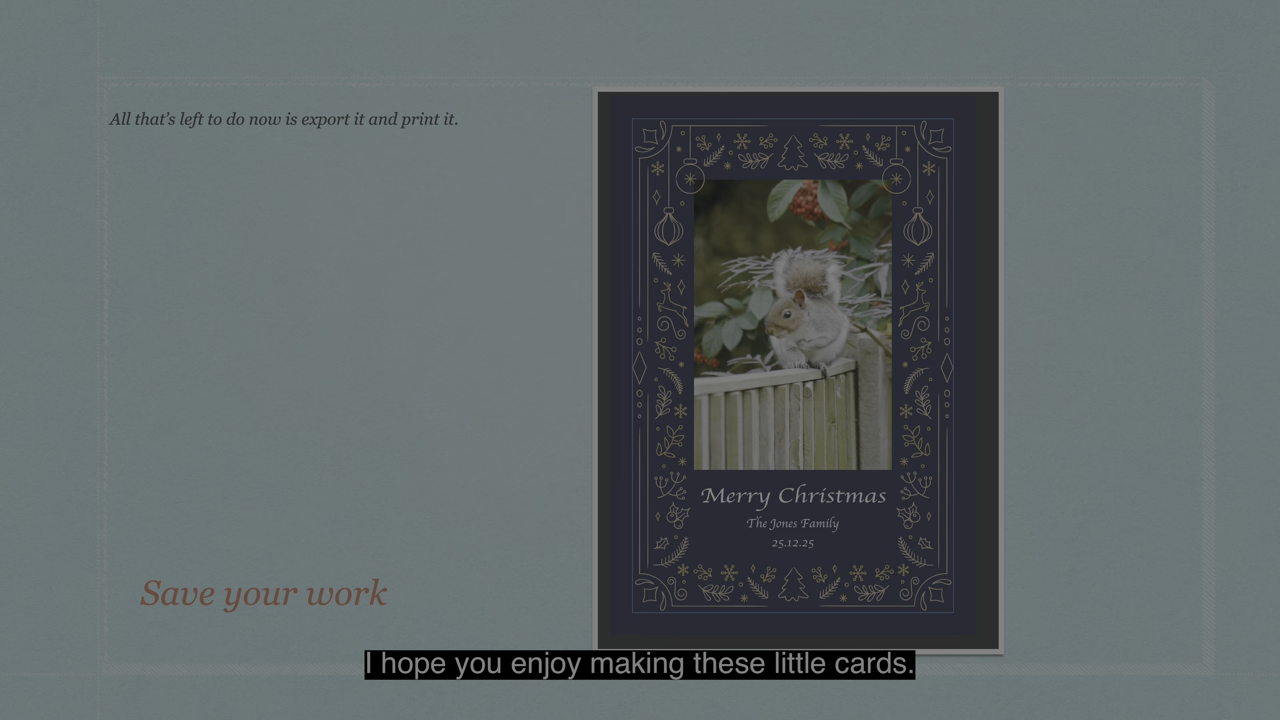 All that's left to do now is export it and print it.
Merry Christmas
The Jones Family
25.12.25
Save your work
I hope you enjoy making these little cards.